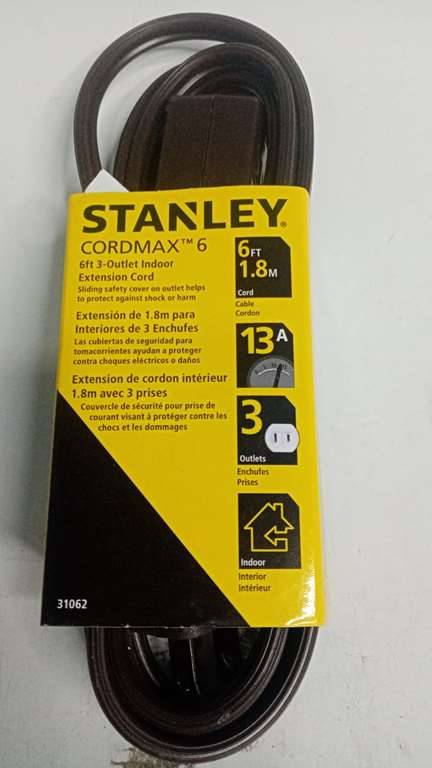 STANLEY®
CORDMAX™ 6
6ft 3-Outlet Indoor
Extension Cord
Sliding safety cover on outlet helps
to protect against shock or harm
Extensión de 1.8m para
Interiores de 3 Enchufes
Las cubiertas de seguridad para
tomacorrientes ayudan a proteger
contra choques eléctricos o daños
Extension de cordon intérieur
1.8m avec 3 prises
Couvercle de sécurité pour prise de
courant visant à protéger contre les
chocs et les dommages
31062
6FT
1.8M
Cord
Cable
Cordon
13A
3
Outlets
Enchufes
Prises
Indoor
Interior
Intérieur